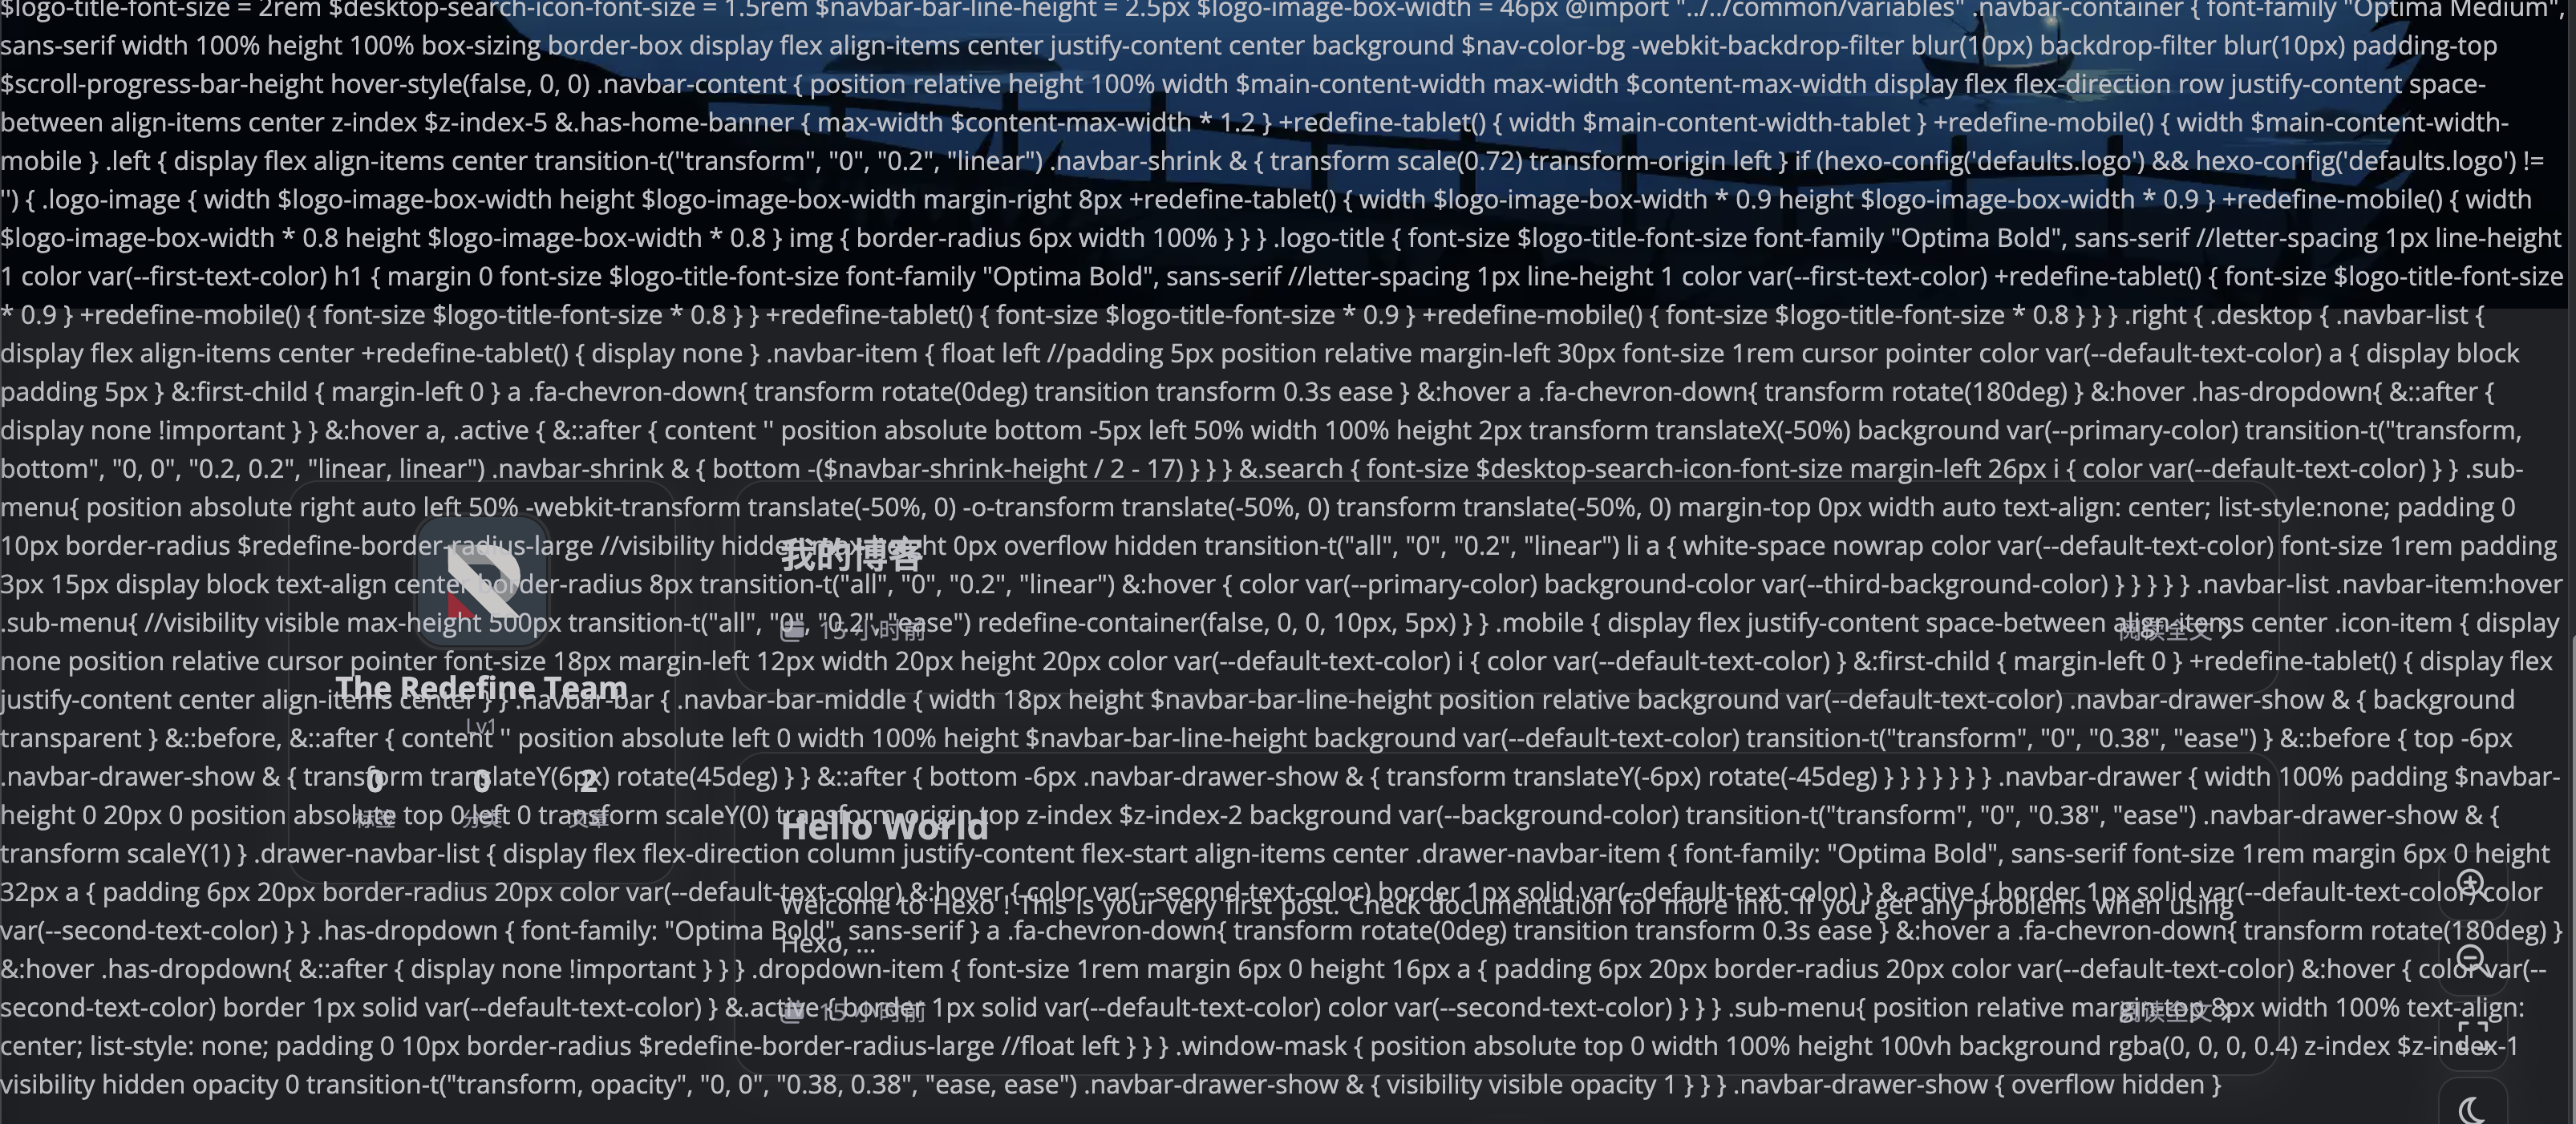 $logo-title-font-size = 2rem $desktop-search-icon-font-size = 1.5rem $navbar-bar-line-height = 2.5px $logo-image-box-width = 46px @import "../../common/variables" .navbar-container { font-family "Optima Medium",
sans-serif width 100% height 100% box-sizing border-box display flex align-items center justify-content center background $nav-color-bg -webkit-backdrop-filter blur(10px) backdrop-filter blur(10px) padding-top
$scroll-progress-bar-height hover-style(false, 0, 0) .navbar-content { position relative height 100% width $main-content-width max-width $content-max-width display flex flex-direction row justify-content space-
between align-items center z-index $z-index-5 &.has-home-banner { max-width $content-max-width * 1.2 } +redefine-tablet() { width $main-content-width-tablet } +redefine-mobile() { width $main-content-width-
mobile } .left { display flex align-items center transition-t("transform", "0", "0.2", "linear") .navbar-shrink & { transform scale(0.72) transform-origin left } if (hexo-config('defaults.logo') && hexo-config('defaults.logo') !=
'') { .logo-image { width $logo-image-box-width height $logo-image-box-width margin-right 8px +redefine-tablet() { width $logo-image-box-width * 0.9 height $logo-image-box-width * 0.9 } +redefine-mobile() { width
$logo-image-box-width * 0.8 height $logo-image-box-width * 0.8 } img { border-radius 6px width 100% } } } .logo-title { font-size $logo-title-font-size font-family "Optima Bold", sans-serif //letter-spacing 1px line-height
1 color var(--first-text-color) h1 { margin 0 font-size $logo-title-font-size font-family "Optima Bold", sans-serif //letter-spacing 1px line-height 1 color var(--first-text-color) +redefine-tablet() { font-size $logo-title-font-size
* 0.9 } +redefine-mobile() { font-size $logo-title-font-size * 0.8 } } +redefine-tablet() { font-size $logo-title-font-size * 0.9 } +redefine-mobile() { font-size $logo-title-font-size * 0.8 } } } .right { .desktop { .navbar-list {
display flex align-items center +redefine-tablet() { display none } .navbar-item { float left //padding 5px position relative margin-left 30px font-size 1rem cursor pointer color var(--default-text-color) a { display block
padding 5px } &:first-child { margin-left 0 } a .fa-chevron-down{ transform rotate(0deg) transition transform 0.3s ease } &:hover a .fa-chevron-down{ transform rotate(180deg) } &:hover .has-dropdown{ &::after {
display none !important } } &:hover a, .active { &::after { content '' position absolute bottom -5px left 50% width 100% height 2px transform translateX(-50%) background var(--primary-color) transition-t("transform,
bottom", "0, 0", "0.2, 0.2", "linear, linear") .navbar-shrink & { bottom -($navbar-shrink-height / 2 - 17) } } } &.search { font-size $desktop-search-icon-font-size margin-left 26px i { color var(--default-text-color) } } .sub-
menu{ position absolute right auto left 50% -webkit-transform translate(-50%, 0) -o-transform translate(-50%, 0) transform translate(-50%, 0) margin-top 0px width auto text-align: center; list-style:none; padding 0
10px border-radius $redefine-border-radius-large //visibility hidden ht 0px overflow hidden transition-t("all", "0", "0.2", "linear") li a { white-space nowrap color var(--default-text-color) font-size 1rem padding
我的博客
3px 15px display block text-align center border-radius 8px transition-t("all", "0", "0.2", "linear") &:hover { color var(--primary-color) background-color var(--third-background-color) } } } } } .navbar-list .navbar-item:hover
.sub-menu{ //visibility visible max-height 500px transition-t("all", "0", "0.2", "ease") redefine-container(false, 0, 0, 10px, 5px) } } .mobile { display flex justify-content space-between align-items center .icon-item { display
15 小时前
阅读全文
none position relative cursor pointer font-size 18px margin-left 12px width 20px height 20px color var(--default-text-color) i { color var(--default-text-color) } &:first-child { margin-left 0 } +redefine-tablet() { display flex
The Redefine Team
justify-content center align-items center } } .navbar-bar { .navbar-bar-middle { width 18px height $navbar-bar-line-height position relative background var(--default-text-color) .navbar-drawer-show & { background
Lv1
transparent } &::before, &::after { content '' position absolute left 0 width 100% height $navbar-bar-line-height background var(--default-text-color) transition-t("transform", "0", "0.38", "ease") } &::before { top -6px
.navbar-drawer-show & { transform translateY(6px) rotate(45deg) } } &::after { bottom -6px .navbar-drawer-show & { transform translateY(-6px) rotate(-45deg) } } } } } } } .navbar-drawer { width 100% padding $navbar-
0 0 2
height 0 20px 0 position absolute top 0 left 0 transform scaleY(0) transform-origin top z-index $z-index-2 background var(--background-color) transition-t("transform", "0", "0.38", "ease") .navbar-drawer-show & {
标签 分类 文章
Hello World
transform scaleY(1) } .drawer-navbar-list { display flex flex-direction column justify-content flex-start align-items center .drawer-navbar-item { font-family: "Optima Bold", sans-serif font-size 1rem margin 6px 0 height
32px a { padding 6px 20px border-radius 20px color var(--default-text-color) &:hover { color var(--second-text-color) border 1px solid var(--default-text-color) } &.active { border 1px solid var(--default-text-color) color
Welcome to Hexo ! This is your very first post. Check documentation for more info. If you get any problems when using
var(--second-text-color) } } .has-dropdown { font-family: "Optima Bold", sans-serif } a .fa-chevron-down{ transform rotate(0deg) transition transform 0.3s ease } &:hover a .fa-chevron-down{ transform rotate(180deg) }
Hexo, ...
&:hover .has-dropdown{ &::after { display none !important } } } .dropdown-item { font-size 1rem margin 6px 0 height 16px a { padding 6px 20px border-radius 20px color var(--default-text-color) &:hover { color var(--
second-text-color) border 1px solid var(--default-text-color) } &.active { border 1px solid var(--default-text-color) color var(--second-text-color) } } } .sub-menu{ position relative margin-top 8px width 100% text-align:
15 小时前
阅读全文
center; list-style: none; padding 0 10px border-radius $redefine-border-radius-large //float left } } } .window-mask { position absolute top 0 width 100% height 100vh background rgba(0, 0, 0, 0.4) z-index $z-index-1
visibility hidden opacity 0 transition-t("transform, opacity", "0, 0", "0.38, 0.38", "ease, ease") .navbar-drawer-show & { visibility visible opacity 1 } } } .navbar-drawer-show { overflow hidden }